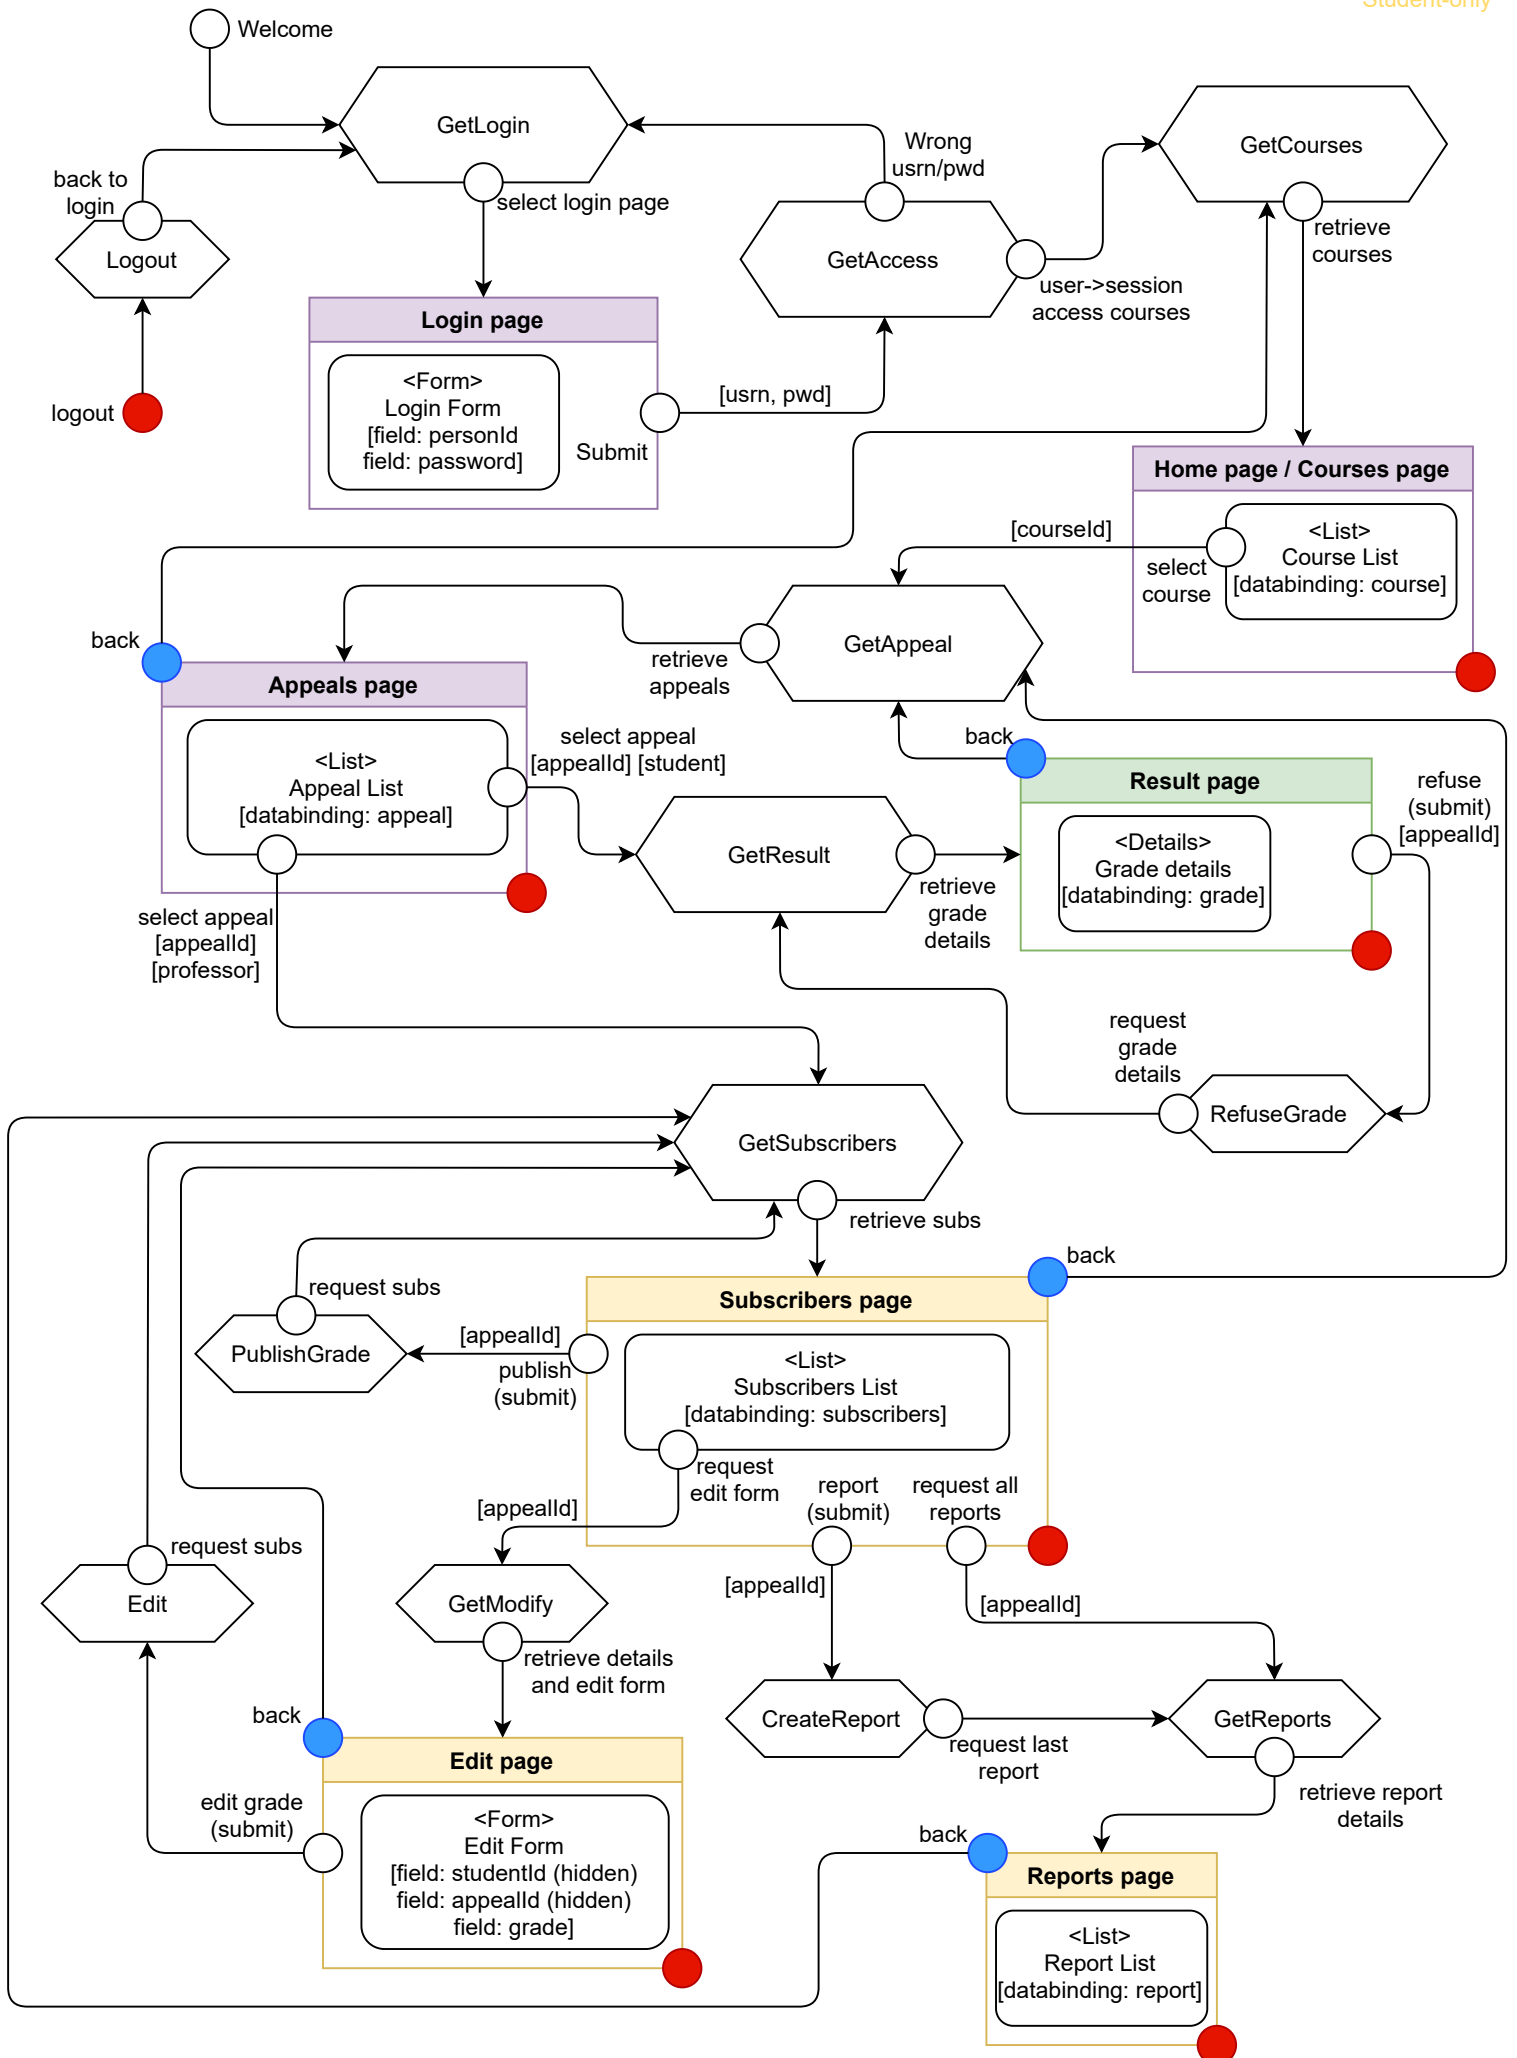 Student-only
Welcome
GetLogin
Wrong
usrn/pwd
GetCourses
back to
login
select login page
retrieve
courses
Logout
GetAccess
user->session
access courses
Login page
<Form>
Login Form
[field: personId
field: password]
[usrn, pwd]
Submit
logout
Home page / Courses page
<List>
Course List
[databinding: course]
[courseId]
select
course
GetAppeal
retrieve
appeals
back
Appeals page
<List>
Appeal List
[databinding: appeal]
select appeal
[appealId] [student]
back
Result page
<Details>
Grade details
[databinding: grade]
refuse
(submit)
[appealId]
GetResult
retrieve
grade
details
select appeal
[appealId]
[professor]
request
grade
details
RefuseGrade
GetSubscribers
retrieve subs
back
request subs
Subscribers page
PublishGrade
[appealId]
publish
(submit)
<List>
Subscribers List
[databinding: subscribers]
request
edit form
report
(submit)
request all
reports
[appealId]
request subs
Edit
GetModify
[appealId]
[appealId]
retrieve details
and edit form
back
CreateReport
request last
report
GetReports
retrieve report
details
Edit page
edit grade
(submit)
<Form>
Edit Form
[field: studentId (hidden)
field: appealId (hidden)
field: grade]
back
Reports page
<List>
Report List
[databinding: report]